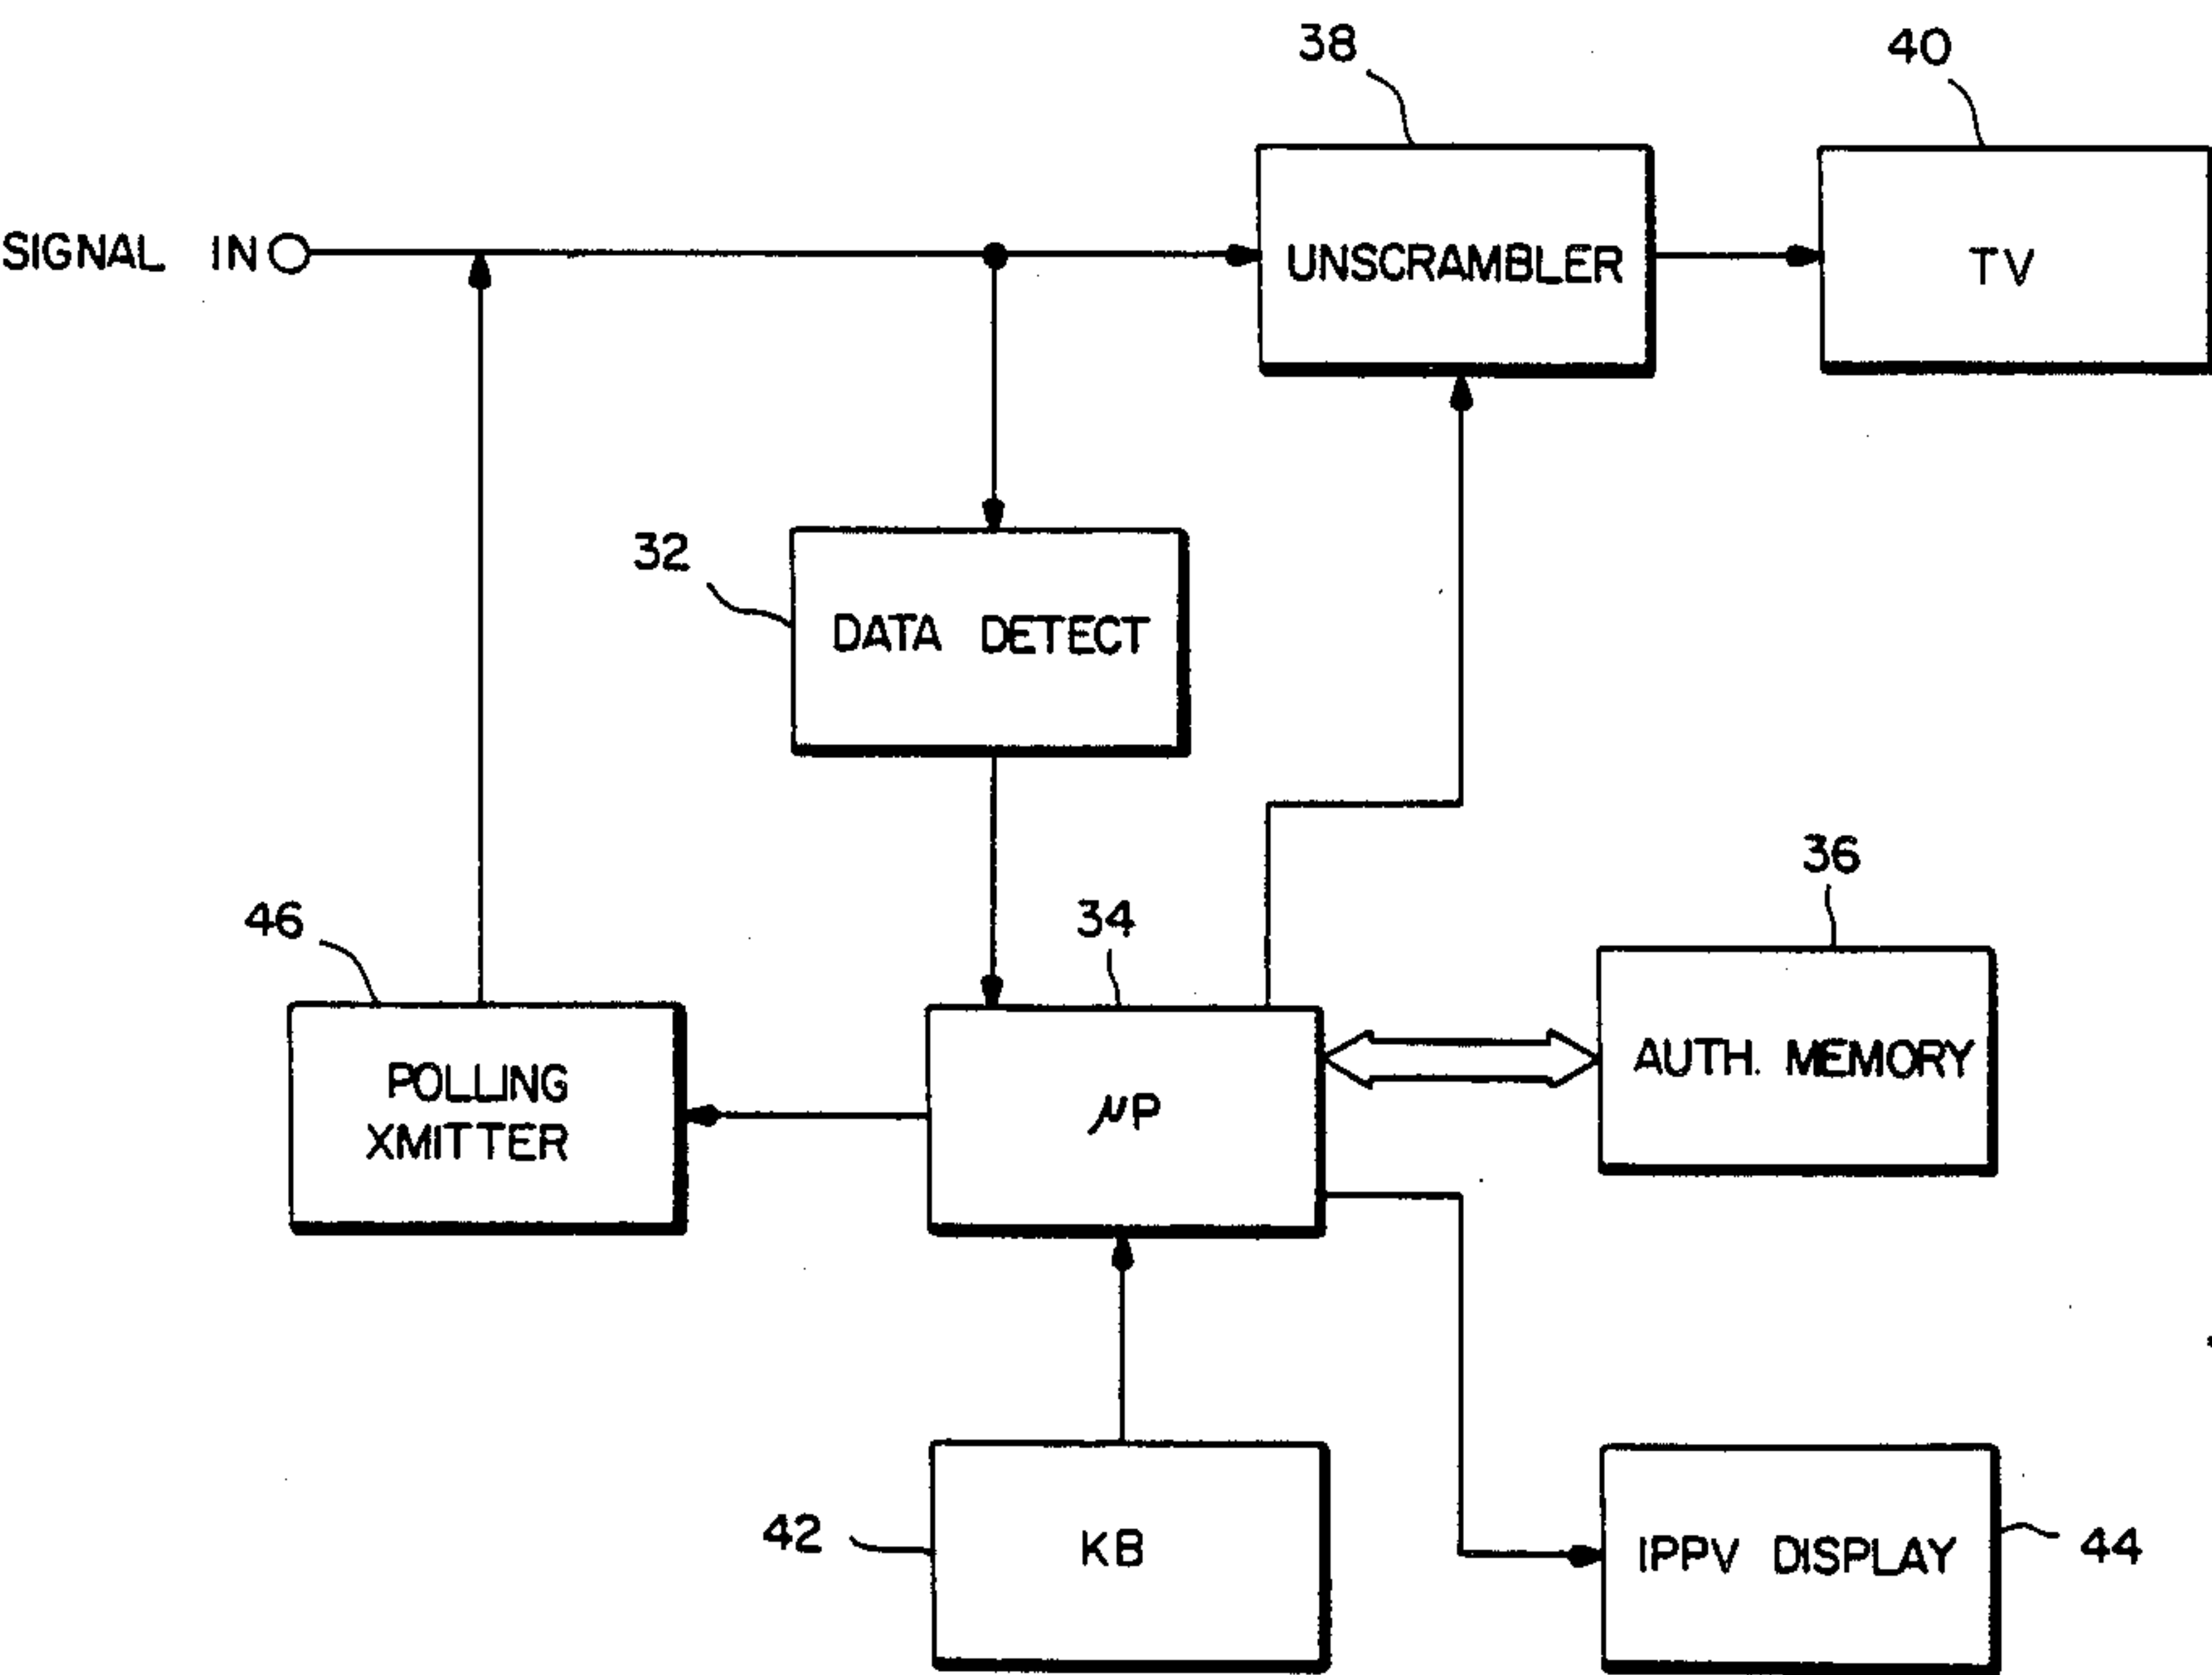 38
40
SIGNAL IN
UNSCRAMBLER
TV
32
DATA DETECT
36
46
34
POLLING
XMITTER
μP
AUTH. MEMORY
42
KB
IPPV DISPLAY
44